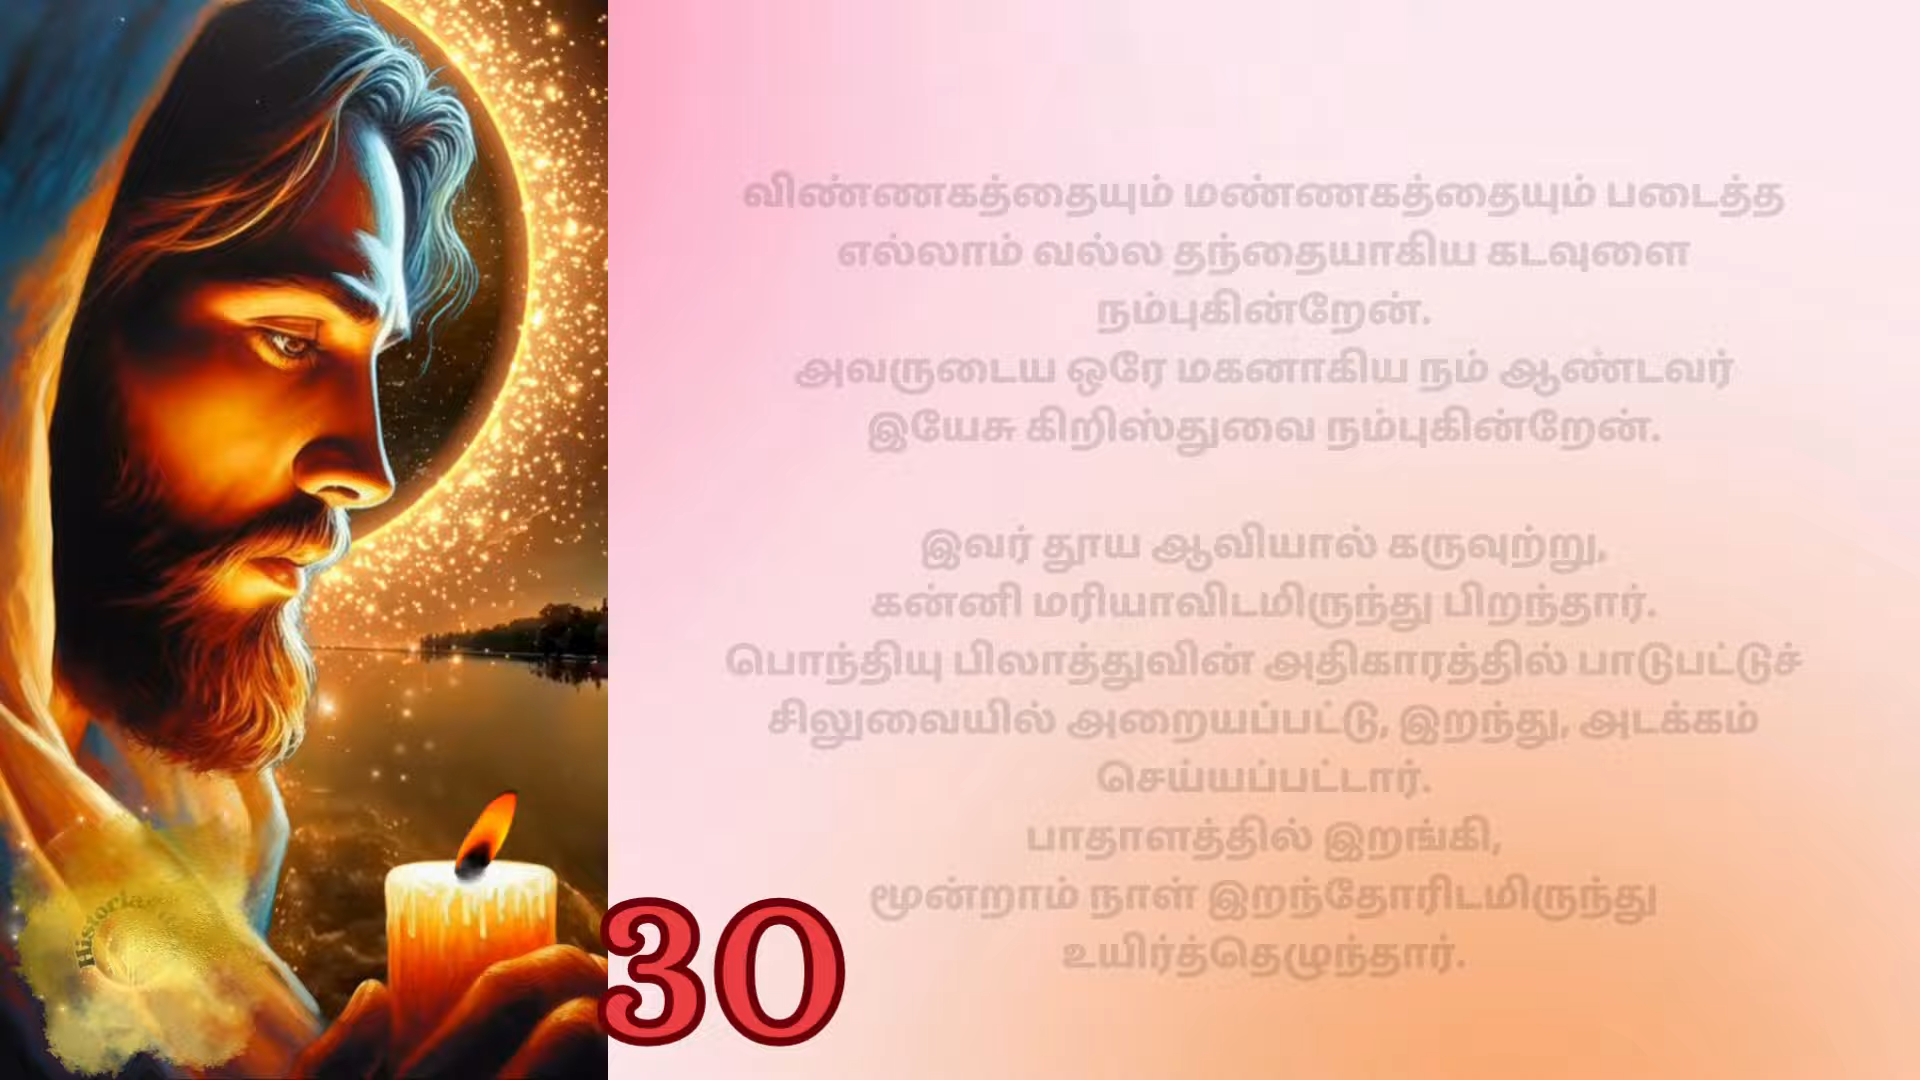 விண்ணகத்தையும் மண்ணகத்தையும் படைத்த
எல்லாம் வல்ல தந்தையாகிய கடவுளை
நம்புகின்றேன்.
அவருடைய ஒரே மகனாகிய நம் ஆண்டவர்
இயேசு கிறிஸ்துவை நம்புகின்றேன்.
இவர் தூய ஆவியால் கருவுற்று,
கன்னி மரியாவிடமிருந்து பிறந்தார்.
பொந்தியு பிலாத்துவின் அதிகாரத்தில் பாடுபட்டுச்
சிலுவையில் அறையப்பட்டு, இறந்து, அடக்கம்
செய்யப்பட்டார்.
பாதாளத்தில் இறங்கி,
மூன்றாம் நாள் இறந்தோரிடமிருந்து
உயிர்த்தெழுந்தார்.
30